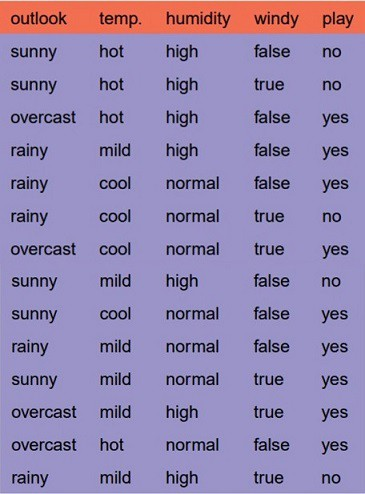 outlook temp. humidity windy play
sunny hot high false no
sunny hot high true no
overcast hot high false yes
rainy mild high false yes
rainy cool normal false yes
rainy cool normal true no
overcast cool normal true yes
sunny mild high false no
sunny cool normal false yes
rainy mild normal false yes
sunny mild normal true yes
overcast mild high true yes
overcast hot normal false yes
rainy mild high true no